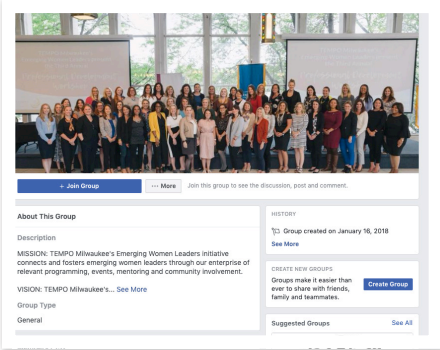 + Join Group
••• More
Join this group to see the discussion, post and comment.
About This Group
Description
MISSION: TEMPO Milwaukee's Emerging Women Leaders initiative
connects and fosters emerging women leaders through our enterprise of
relevant programming, events, mentoring and community involvement.
VISION: TEMPO Milwaukee's... See More
Group Type
General
HISTORY
Group created on January 16, 2018
See More
CREATE NEW GROUPS
Groups make it easier than
ever to share with friends,
family and teammates.
Create Group
Suggested Groups
See All